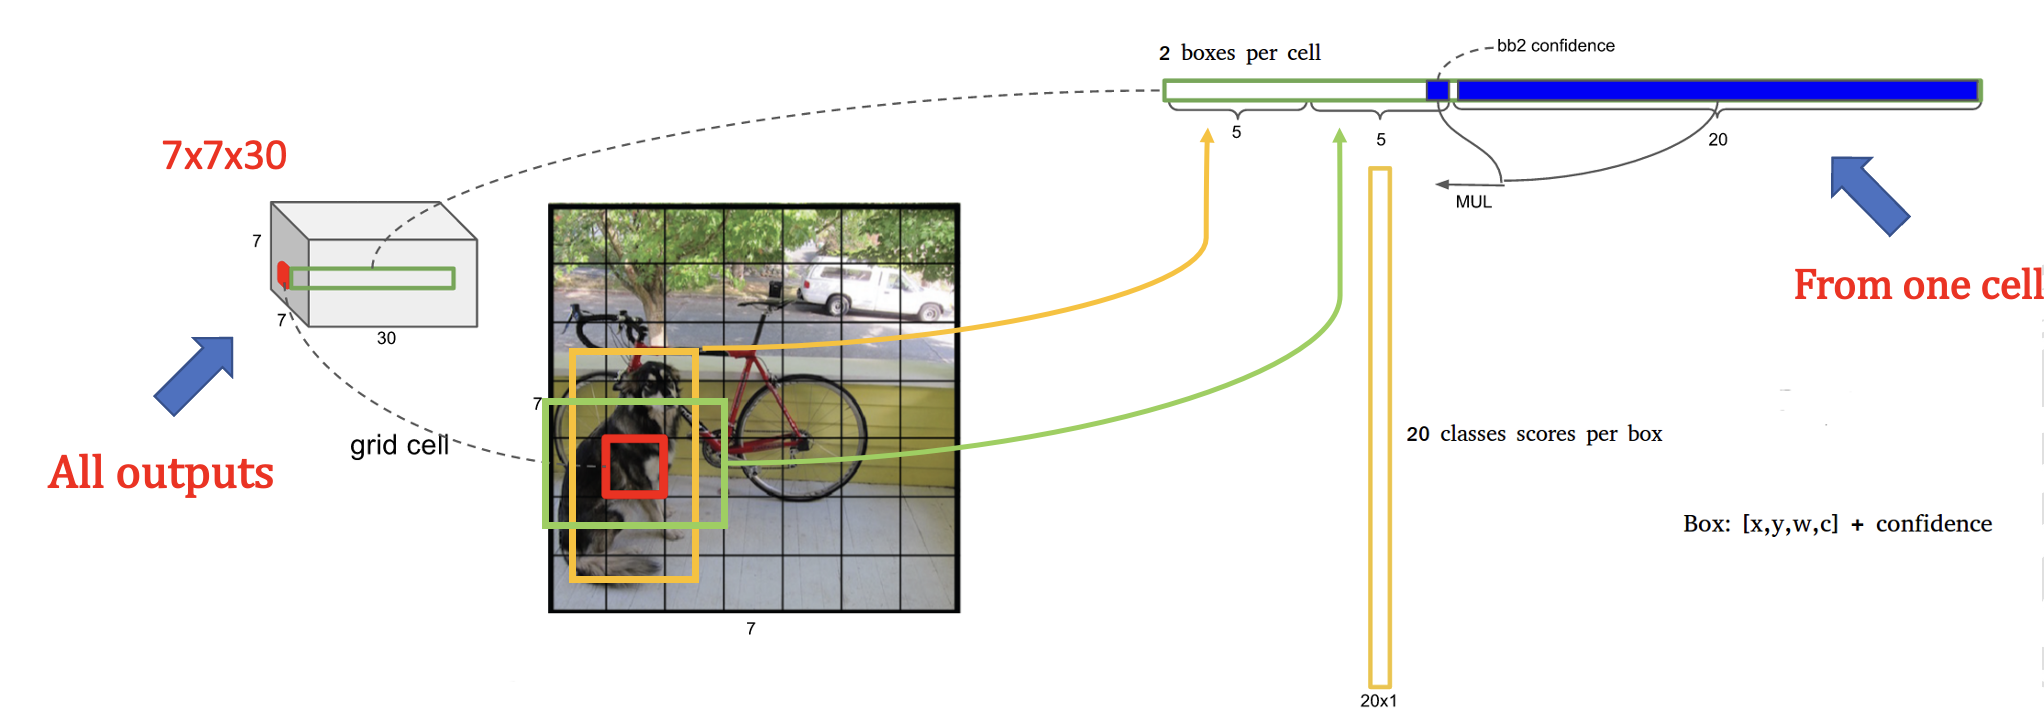 2 boxes per cell
bb2 confidence
5
5
20
MUL
7x7x30
7
7
30
All outputs
grid cell
7
7
From one cell
20 classes scores per box
Box: [x,y,w,c] + confidence
20x1